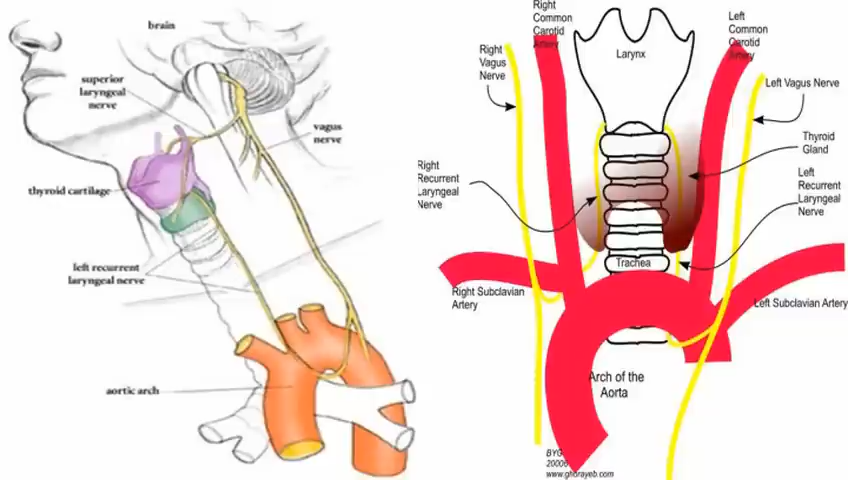 brain
superior
laryngeal
nerve
vagus
nerve
thyroid cartilage
left recurrent
laryngeal nerve
aortic arch
Right
Common
Carotid
Artery
Left
Common
Carotid
Artery
Right
Vagus
Nerve
Larynx
Left Vagus Nerve
Thyroid
Gland
Right
Recurrent
Laryngeal
Nerve
Left
Recurrent
Laryngeal
Nerve
Trachea
Right Subclavian
Artery
Left Subclavian Artery
Arch of the
Aorta
BYG
www.ghorayeb.com